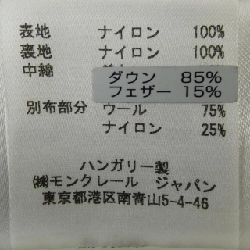 表地 ナイロン 100%
裏地 ナイロン 100%
中綿
ダウン 85%
フェザー 15%
別布部分 ウール 75%
ナイロン 25%
ハンガリー製
㈱モンクレール ジャパン
東京都港区南青山5-4-46